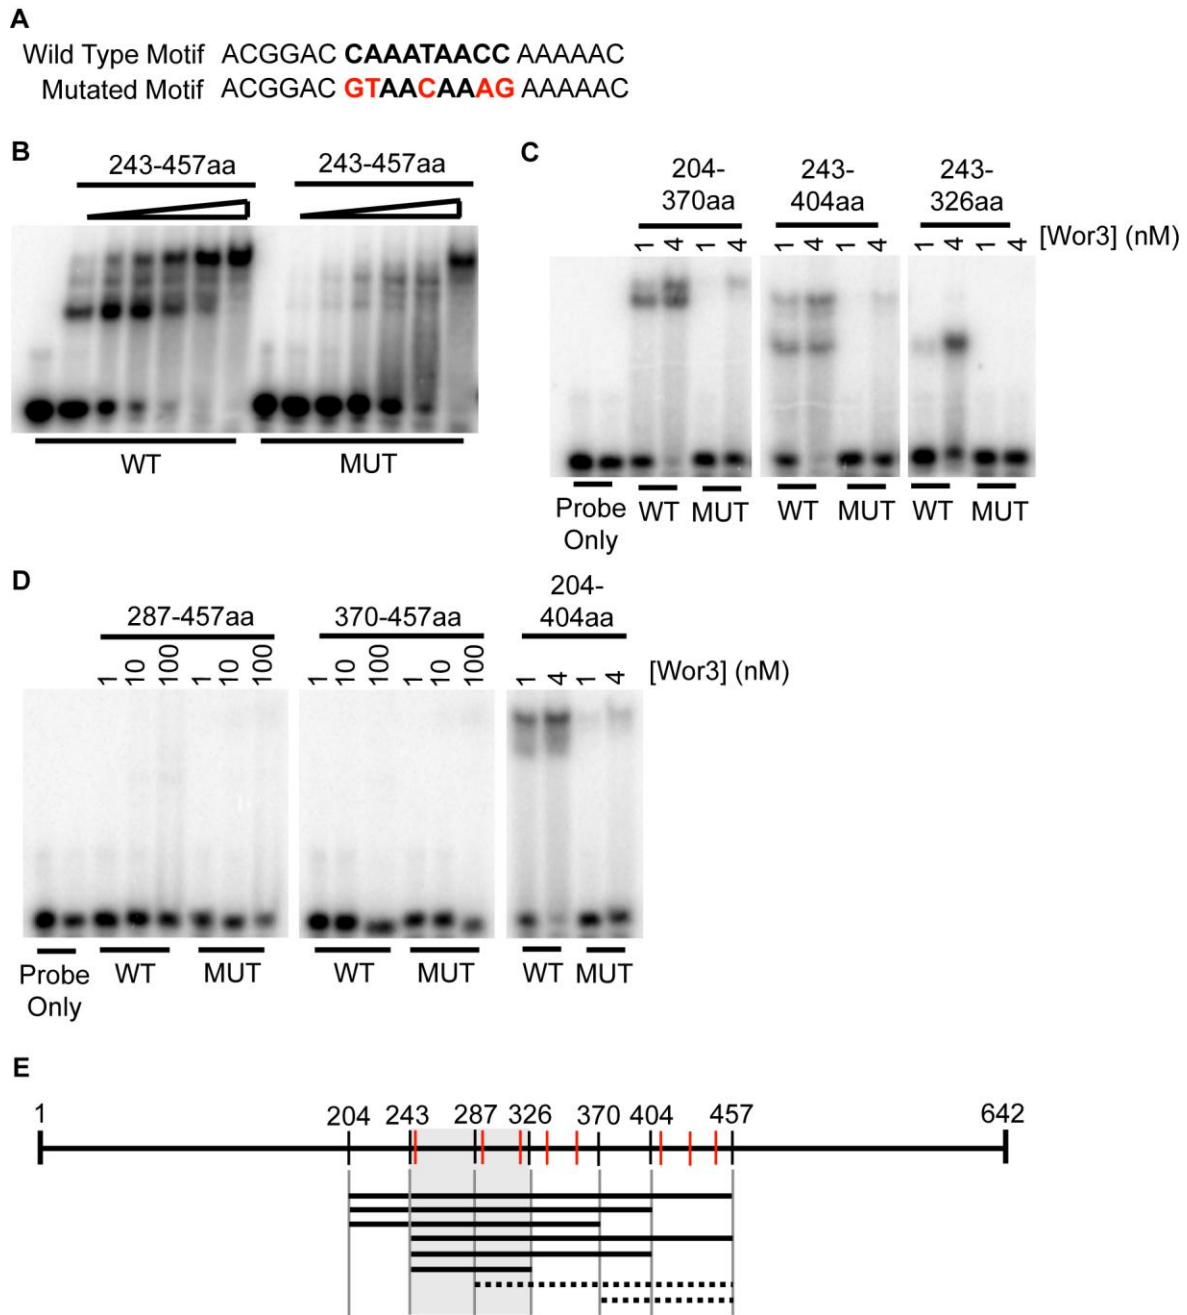 A
Wild Type Motif ACGGAC CAAATAACC AAAAAC
Mutated Motif ACGGAC GTAACAAAG AAAAAC
B
243-457aa 243-457aa
WT MUT
C
204-
370aa
243-
404aa
243-
326aa
1 4 1 4 1 4 1 4 1 4 1 4 [Wor3] (nM)
Probe
Only
WT MUT WT MUT WT MUT
D
287-457aa 370-457aa
204-
404aa
1 10 100 1 10 100 1 10 100 1 10 100 1 4 1 4 [Wor3] (nM)
Probe
Only
WT MUT WT MUT WT MUT
E
1 204 243 287 326 370 404 457 642